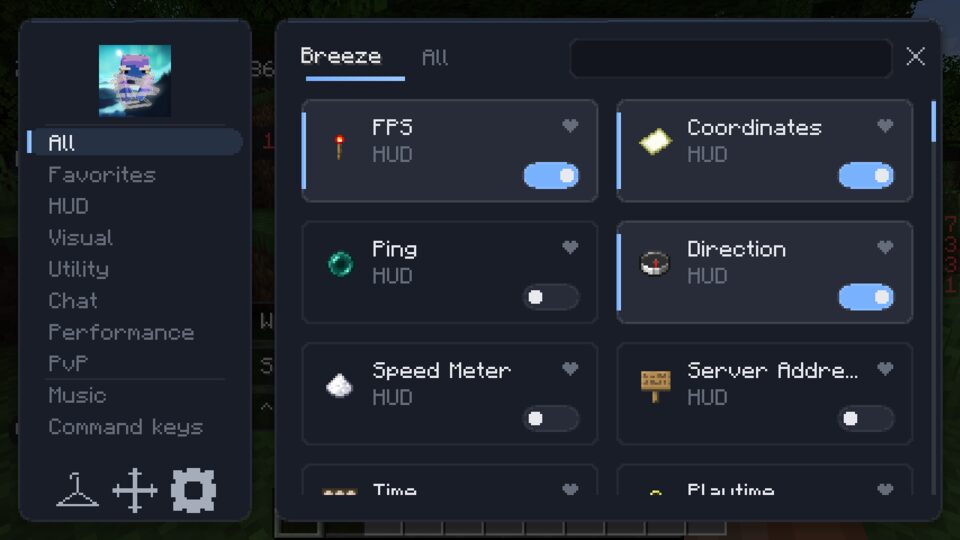 All
Favorites
HUD
Visual
Utility
Chat
Performance
PvP
Music
Command keys
Breeze All
FPS
HUD
Coordinates
HUD
Ping
HUD
Direction
HUD
Speed Meter
HUD
Server Addre...
HUD
Time
Playtime